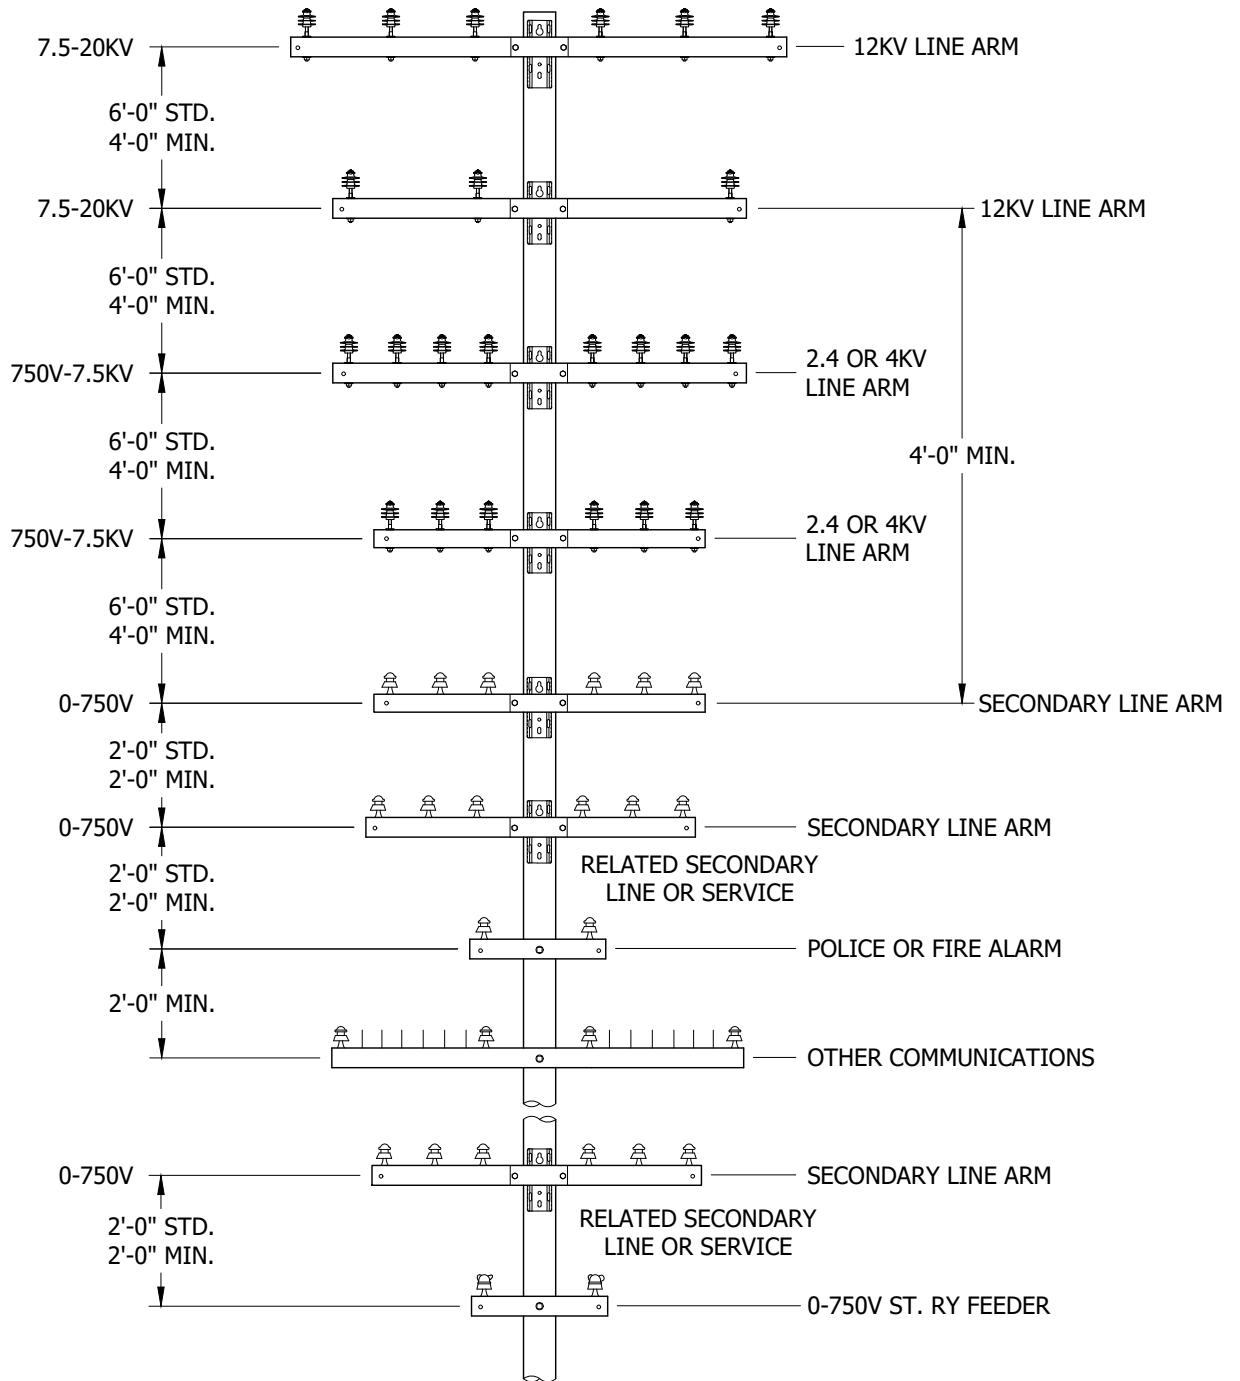 7.5-20KV
12KV LINE ARM
6'-0" STD.
4'-0" MIN.
7.5-20KV
12KV LINE ARM
6'-0" STD.
4'-0" MIN.
750V-7.5KV
2.4 OR 4KV
LINE ARM
6'-0" STD.
4'-0" MIN.
4'-0" MIN.
750V-7.5KV
2.4 OR 4KV
LINE ARM
6'-0" STD.
4'-0" MIN.
0-750V
SECONDARY LINE ARM
2'-0" STD.
2'-0" MIN.
0-750V
SECONDARY LINE ARM
RELATED SECONDARY
LINE OR SERVICE
2'-0" STD.
2'-0" MIN.
POLICE OR FIRE ALARM
2'-0" MIN.
OTHER COMMUNICATIONS
0-750V
SECONDARY LINE ARM
RELATED SECONDARY
LINE OR SERVICE
2'-0" STD.
2'-0" MIN.
0-750V ST. RY FEEDER